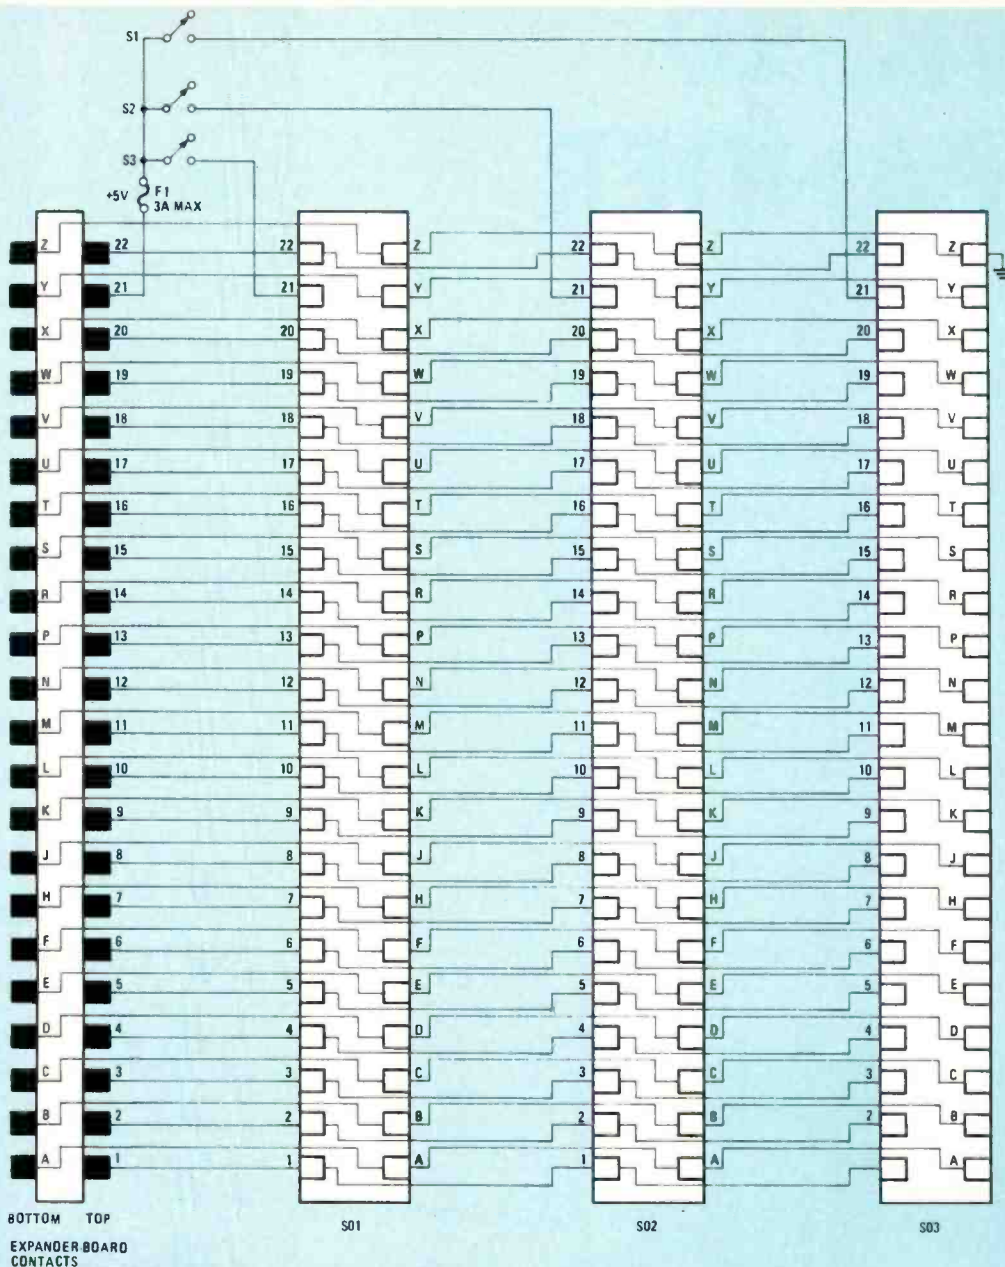 S1
S2
S3
+5V F1
3A MAX
Z 22 22 Z 22 Z 22 Z
Y 21 21 Y 21 Y 21 Y
X 20 20 X 20 X 20 X
W 19 19 W 19 W 19 W
V 18 18 V 18 V 18 V
U 17 17 U 17 U 17 U
T 16 16 T 16 T 16 T
S 15 15 S 15 S 15 S
R 14 14 R 14 R 14 R
P 13 13 P 13 P 13 P
N 12 12 N 12 N 12 N
M 11 11 M 11 M 11 M
L 10 10 L 10 L 10 L
K 9 9 K 9 K 9 K
J 8 8 J 8 J 8 J
H 7 7 H 7 H 7 H
F 6 6 F 6 F 6 F
E 5 5 E 5 E 5 E
D 4 4 D 4 D 4 D
C 3 3 C 3 C 3 C
B 2 2 B 2 B 2 B
A 1 1 A 1 A A
BOTTOM TOP
EXPANDER BOARD
CONTACTS
S01
S02
S03